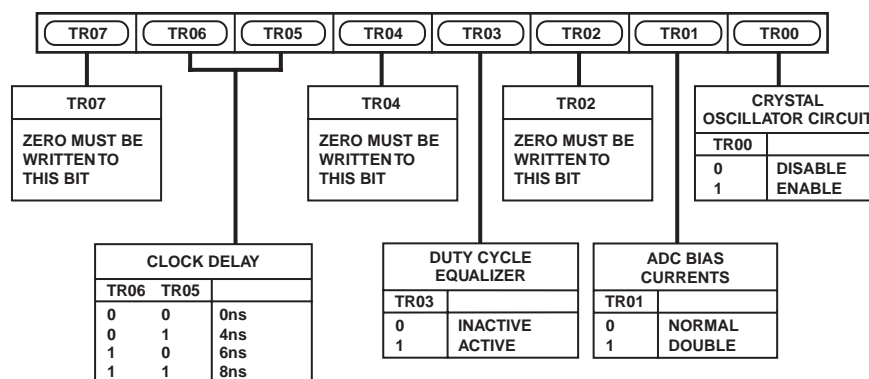 TR07 TR06 TR05 TR04 TR03 TR02 TR01 TR00
TR07
ZERO MUST BE
WRITTEN TO
THIS BIT
TR04
ZERO MUST BE
WRITTEN TO
THIS BIT
TR02
ZERO MUST BE
WRITTEN TO
THIS BIT
CRYSTAL
OSCILLATOR CIRCUIT
TR00
0 DISABLE
1 ENABLE
CLOCK DELAY
TR06 TR05
0 0 0ns
0 1 4ns
1 0 6ns
1 1 8ns
DUTY CYCLE
EQUALIZER
TR03
0 INACTIVE
1 ACTIVE
ADC BIAS
CURRENTS
TR01
0 NORMAL
1 DOUBLE